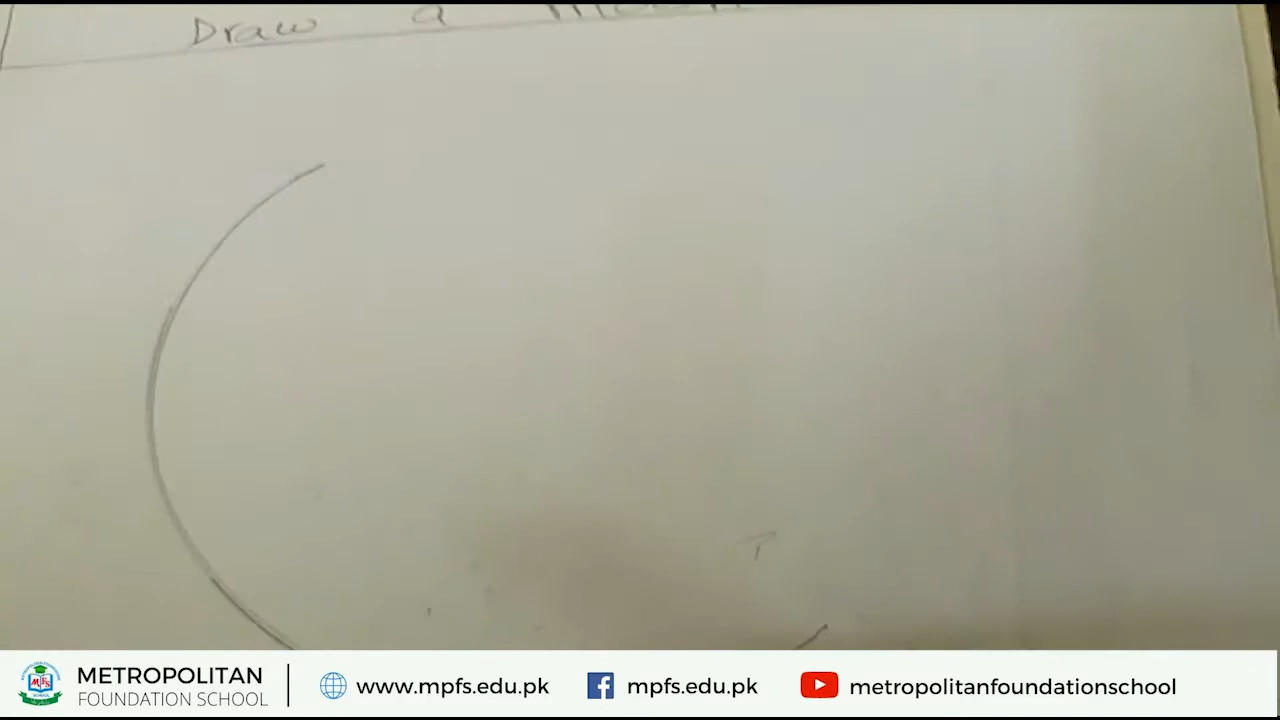 Draw a
METROPOLITAN
FOUNDATION SCHOOL
www.mpfs.edu.pk
mpfs.edu.pk
metropolitanfoundationschool